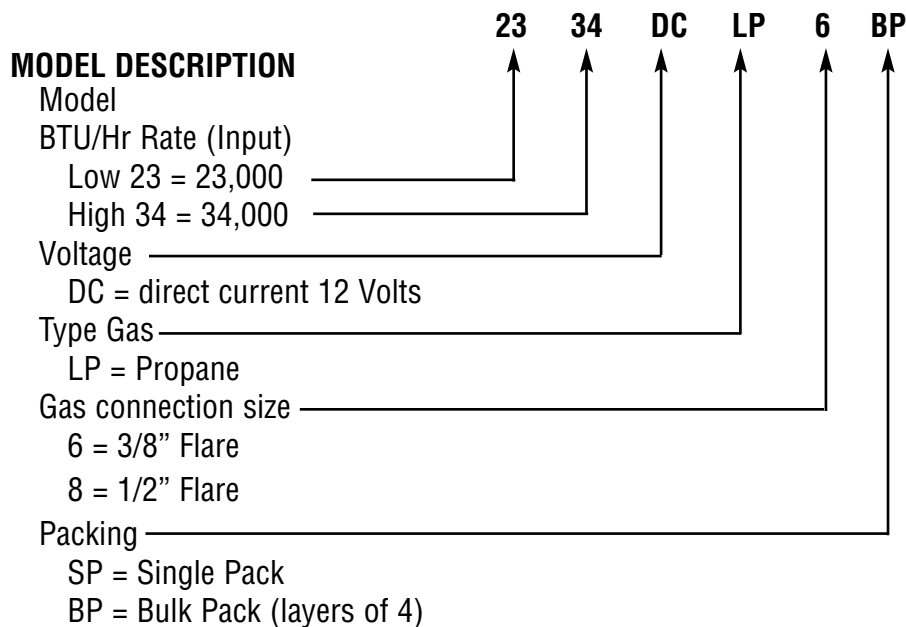 23 34 DC LP 6 BP
MODEL DESCRIPTION
Model
BTU/Hr Rate (Input)
Low 23 = 23,000
High 34 = 34,000
Voltage
DC = direct current 12 Volts
Type Gas
LP = Propane
Gas connection size
6 = 3/8” Flare
8 = 1/2” Flare
Packing
SP = Single Pack
BP = Bulk Pack (layers of 4)